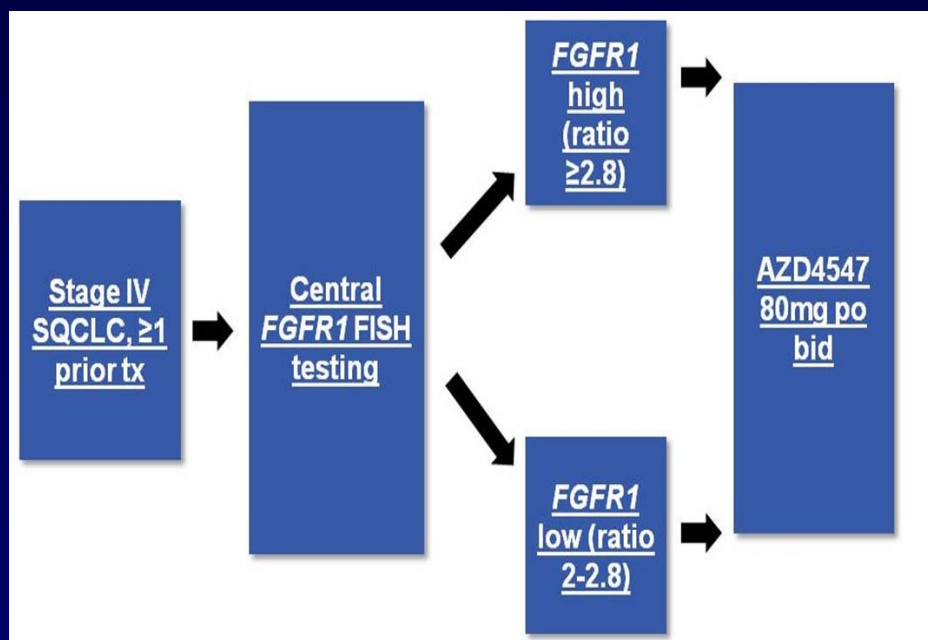 Stage IV
SQCLC, ≥1
prior tx
Central
FGFR1 FISH
testing
FGFR1
high
(ratio
≥2.8)
FGFR1
low (ratio
2-2.8)
AZD4547
80mg po
bid